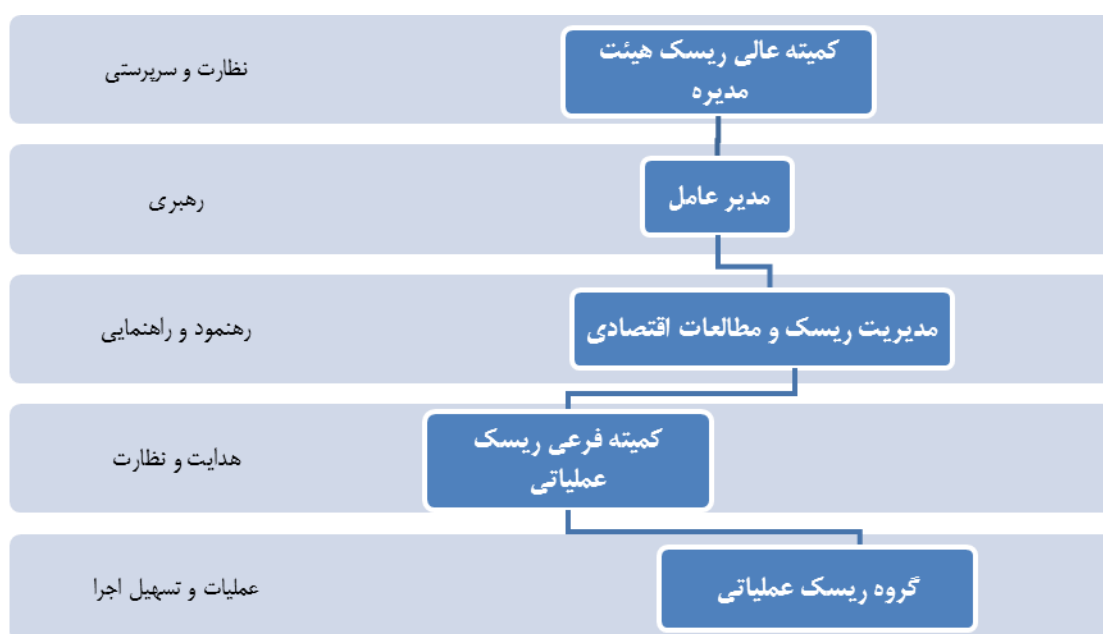 کمیته عالی ریسک هیئت
مدیره
نظارت و سرپرستی
مدیر عامل
رهبری
مدیریت ریسک و مطالعات اقتصادی
رهنمود و راهنمایی
کمیته فرعی ریسک
عملیاتی
هدایت و نظارت
گروه ریسک عملیاتی
عملیات و تسهیل اجرا